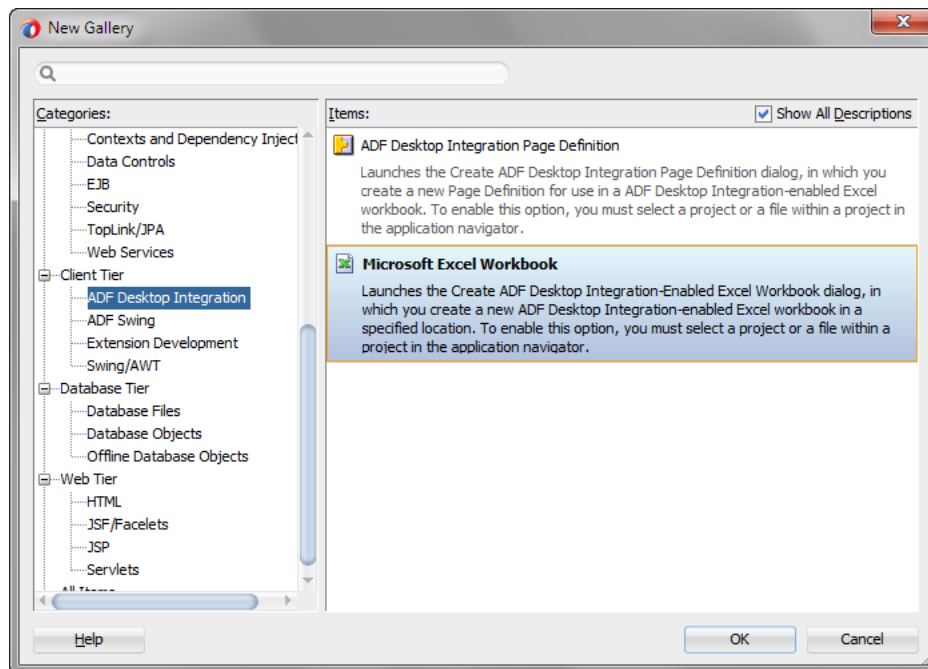 New Gallery
Categories:
Contexts and Dependency Inject
Data Controls
EJB
Security
TopLink/JPA
Web Services
Client Tier
ADF Desktop Integration
ADF Swing
Extension Development
Swing/AWT
Database Tier
Database Files
Database Objects
Offline Database Objects
Web Tier
HTML
JSF/Facelets
JSP
Servlets
All Items
Items:
Show All Descriptions
ADF Desktop Integration Page Definition
Launches the Create ADF Desktop Integration Page Definition dialog, in which you
create a new Page Definition for use in a ADF Desktop Integration-enabled Excel
workbook. To enable this option, you must select a project or a file within a project in
the application navigator.
Microsoft Excel Workbook
Launches the Create ADF Desktop Integration-Enabled Excel Workbook dialog, in
which you create a new ADF Desktop Integration-enabled Excel workbook in a
specified location. To enable this option, you must select a project or a file within a
project in the application navigator.
Help
OK
Cancel